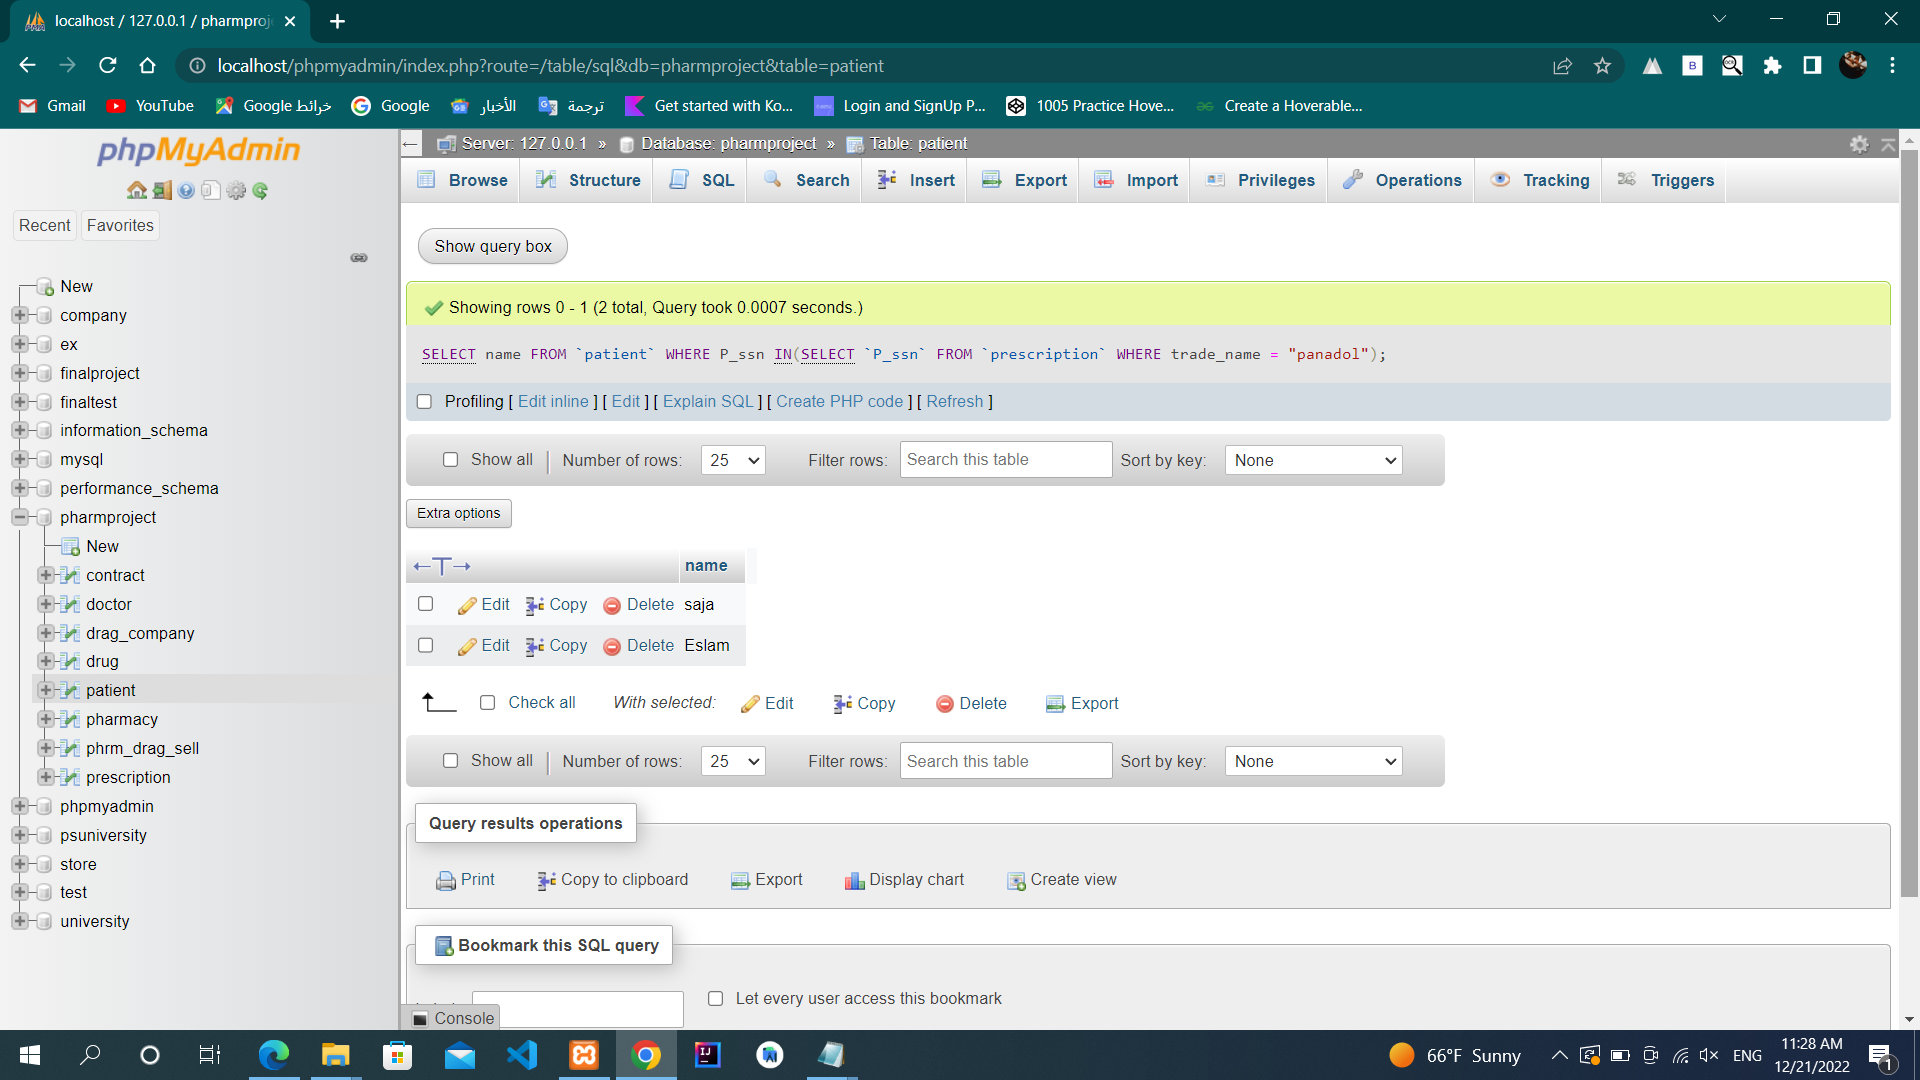 localhost / 127.0.0.1 / pharmproj
localhost/phpmyadmin/index.php?route=/table/sql&db=pharmproject&table=patient
Gmail YouTube خرائط Google Google الأخبار ترجمة Get started with Ko... Login and SignUp P... 1005 Practice Hove... Create a Hoverable...
phpMyAdmin
Recent Favorites
New
company
ex
finalproject
finaltest
information_schema
mysql
performance_schema
pharmproject
New
contract
doctor
drag_company
drug
patient
pharmacy
phrm_drag_sell
prescription
phpmyadmin
psuniversity
store
test
university
Server: 127.0.0.1 » Database: pharmproject » Table: patient
Browse Structure SQL Search Insert Export Import Privileges Operations Tracking Triggers
Show query box
Showing rows 0 - 1 (2 total, Query took 0.0007 seconds.)
SELECT name FROM `patient` WHERE P_ssn IN(SELECT `P_ssn` FROM `prescription` WHERE trade_name = "panadol");
Profiling [ Edit inline ] [ Edit ] [ Explain SQL ] [ Create PHP code ] [ Refresh ]
Show all Number of rows: 25 Filter rows: Search this table Sort by key: None
Extra options
←T→ name
Edit Copy Delete saja
Edit Copy Delete Eslam
Check all With selected: Edit Copy Delete Export
Show all Number of rows: 25 Filter rows: Search this table Sort by key: None
Query results operations
Print Copy to clipboard Export Display chart Create view
Bookmark this SQL query
Let every user access this bookmark
Console
66°F Sunny ENG 11:28 AM
12/21/2022
1